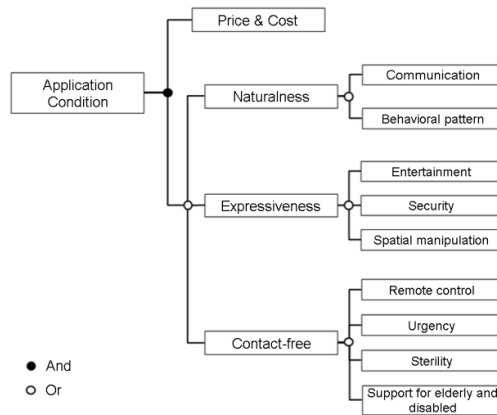 Price & Cost
Application
Condition
Communication
Naturalness
Behavioral pattern
Entertainment
Expressiveness
Security
Spatial manipulation
Remote control
Urgency
Contact-free
Sterility
Support for elderly and
disabled
And
Or